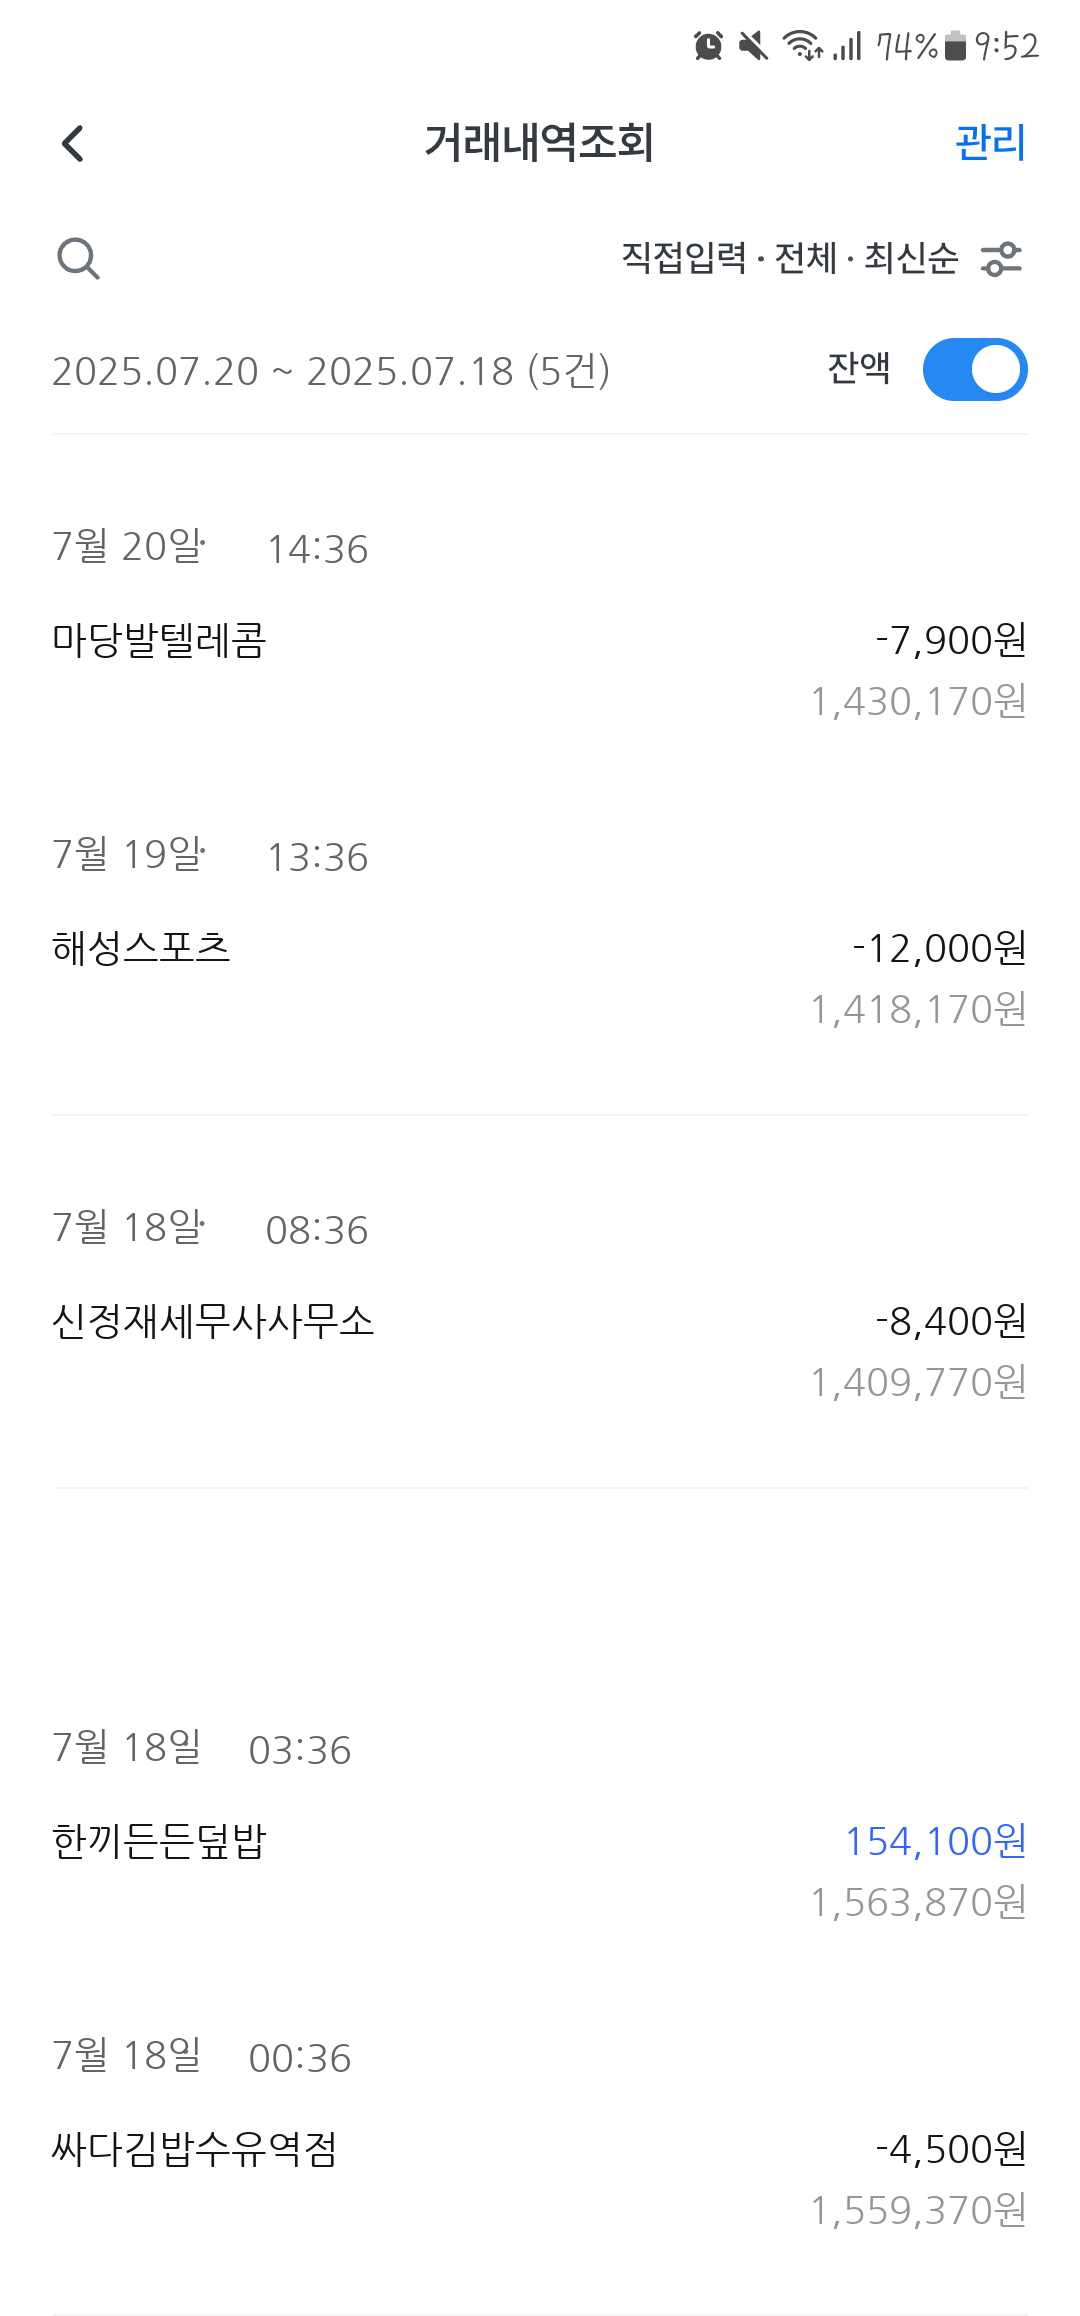 74% 9:52
거래내역조회 관리
직접입력 · 전체 · 최신순
2025.07.20 ~ 2025.07.18 (5건) 잔액
7월 20일· 14:36
마당발텔레콤 -7,900원
1,430,170원
7월 19일· 13:36
해성스포츠 -12,000원
1,418,170원
7월 18일· 08:36
신정재세무사사무소 -8,400원
1,409,770원
7월 18일 03:36
한끼든든덮밥 154,100원
1,563,870원
7월 18일 00:36
싸다김밥수유역점 -4,500원
1,559,370원